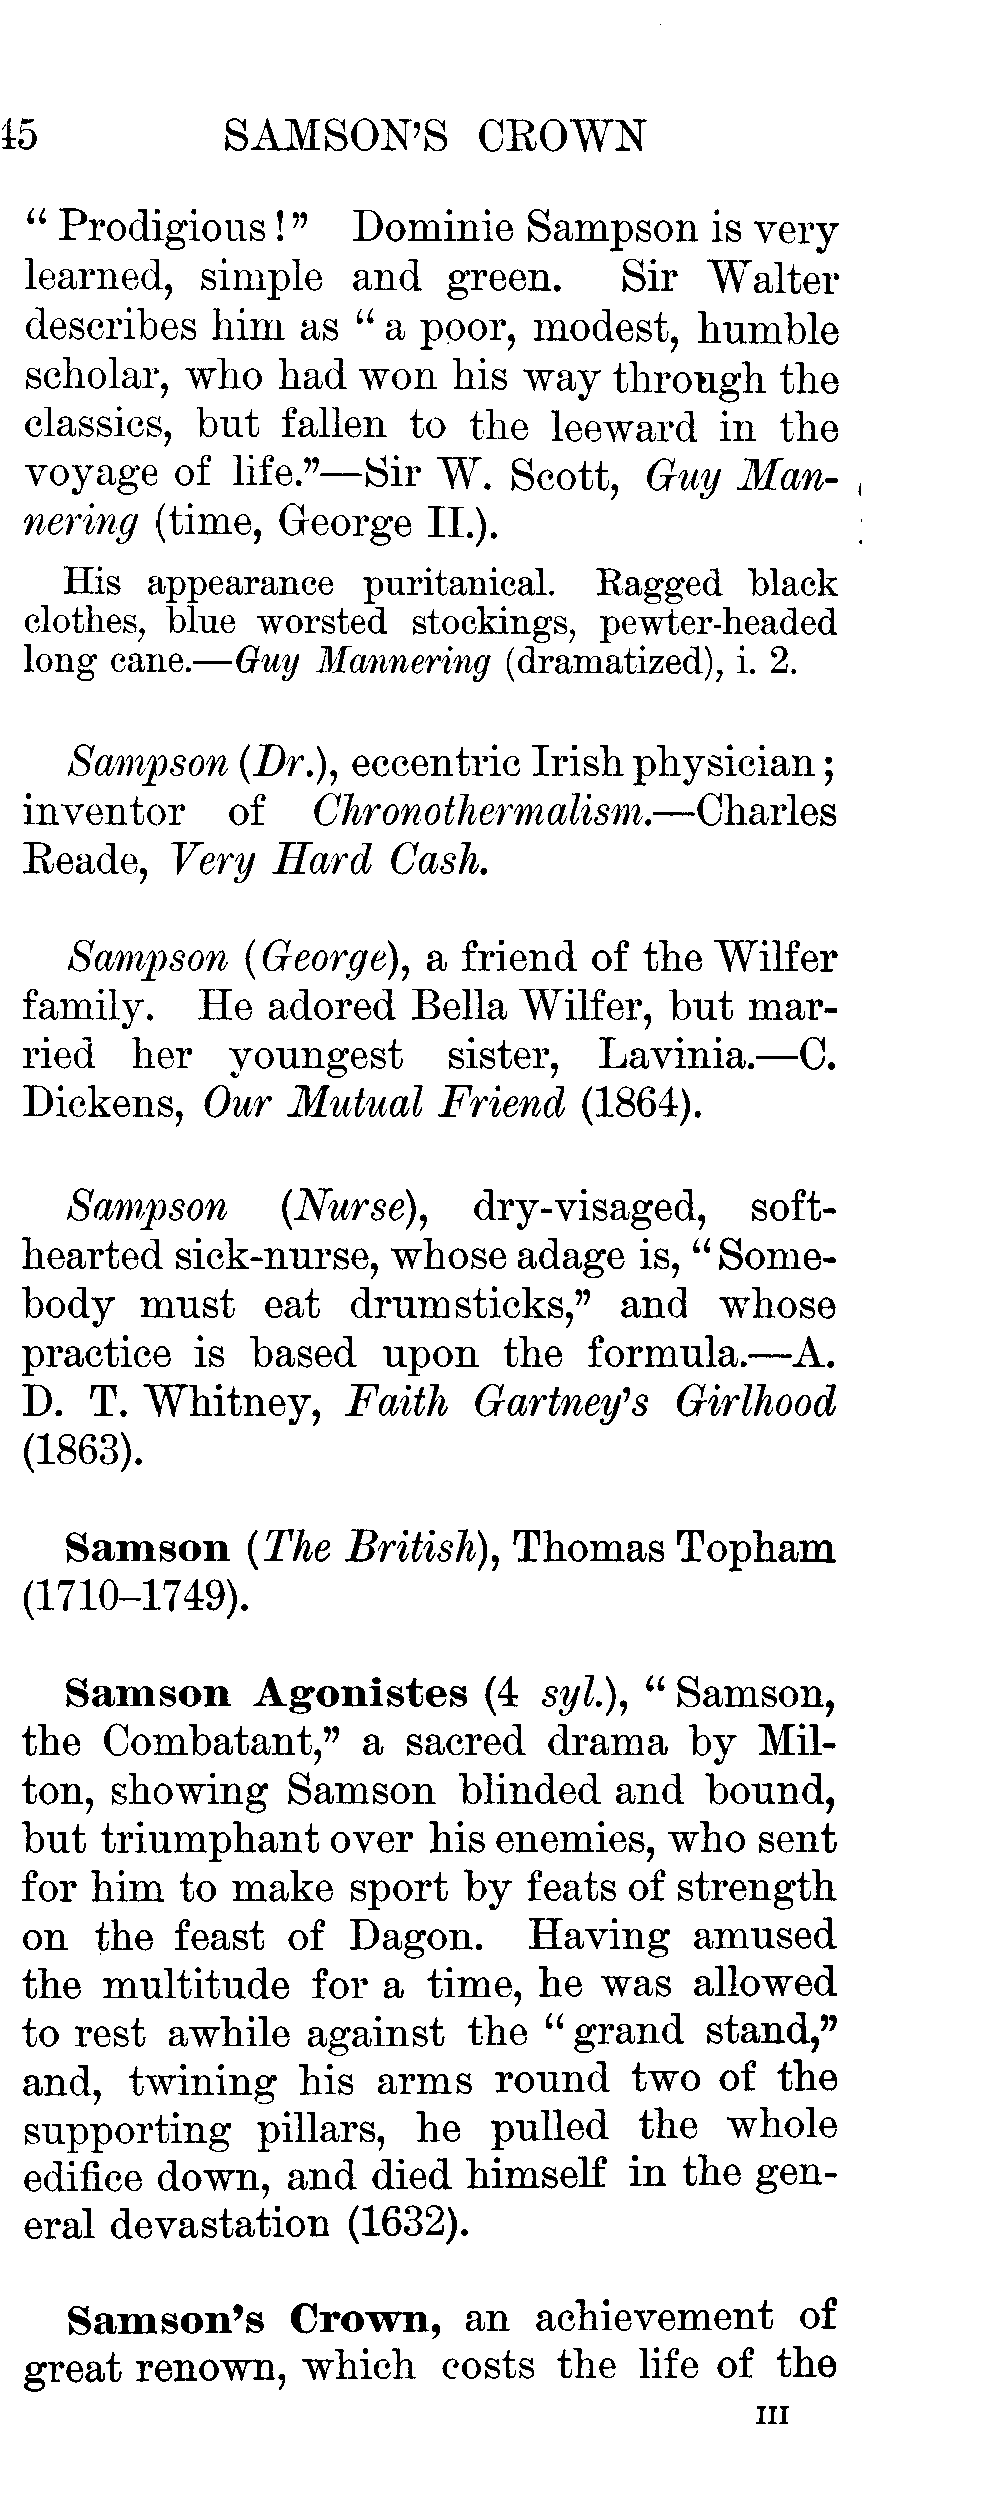 45 SAMSON'S CROWN
“Prodigious!” Dominie Sampson is very
learned, simple and green. Sir Walter
describes him as “a poor, modest, humble
scholar, who had won his way through the
classics, but fallen to the leeward in the
voyage of life.”—Sir W. Scott, Guy Man-
nering (time, George II.).
His appearance puritanical. Ragged black
clothes, blue worsted stockings, pewter-headed
long cane.—Guy Mannering (dramatized), i. 2.
Sampson (Dr.), eccentric Irish physician;
inventor of Chronothermalism.—Charles
Reade, Very Hard Cash.
Sampson (George), a friend of the Wilfer
family. He adored Bella Wilfer, but mar-
ried her youngest sister, Lavinia.—C.
Dickens, Our Mutual Friend (1864).
Sampson (Nurse), dry-visaged, soft-
hearted sick-nurse, whose adage is, “Some-
body must eat drumsticks,” and whose
practice is based upon the formula.—A.
D. T. Whitney, Faith Gartney's Girlhood
(1863).
Samson (The British), Thomas Topham
(1710–1749).
Samson Agonistes (4 syl.), “Samson,
the Combatant,” a sacred drama by Mil-
ton, showing Samson blinded and bound,
but triumphant over his enemies, who sent
for him to make sport by feats of strength
on the feast of Dagon. Having amused
the multitude for a time, he was allowed
to rest awhile against the “grand stand,”
and, twining his arms round two of the
supporting pillars, he pulled the whole
edifice down, and died himself in the gen-
eral devastation (1632).
Samson's Crown, an achievement of
great renown, which costs the life of the
III